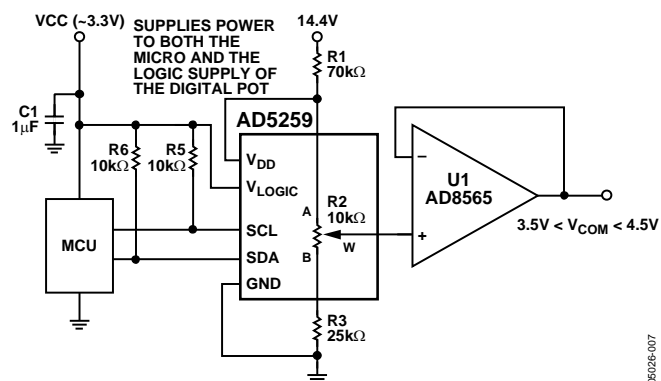 VCC (~3.3V)
SUPPLIES POWER
TO BOTH THE
MICRO AND THE
LOGIC SUPPLY OF
THE DIGITAL POT
14.4V
R1
70kΩ
C1
1μF
AD5259
R6
10kΩ
R5
10kΩ
VDD
VLOGIC
SCL
SDA
GND
MCU
A
R2
10kΩ
W
B
R3
25kΩ
−
+
U1
AD8565
3.5V < VCOM < 4.5V
05026-007